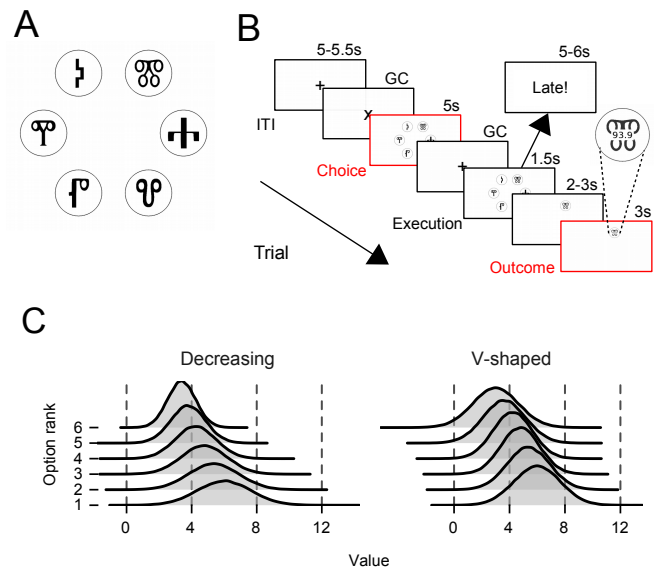 A
B
5-5.5s
5-6s
+
GC
Late!
x
5s
93.9
ITI
GC
Choice
+
1.5s
2-3s
Execution
3s
Trial
Outcome
C
Decreasing
V-shaped
Option rank
6
5
4
3
2
1
0
4
8
12
0
4
8
12
Value